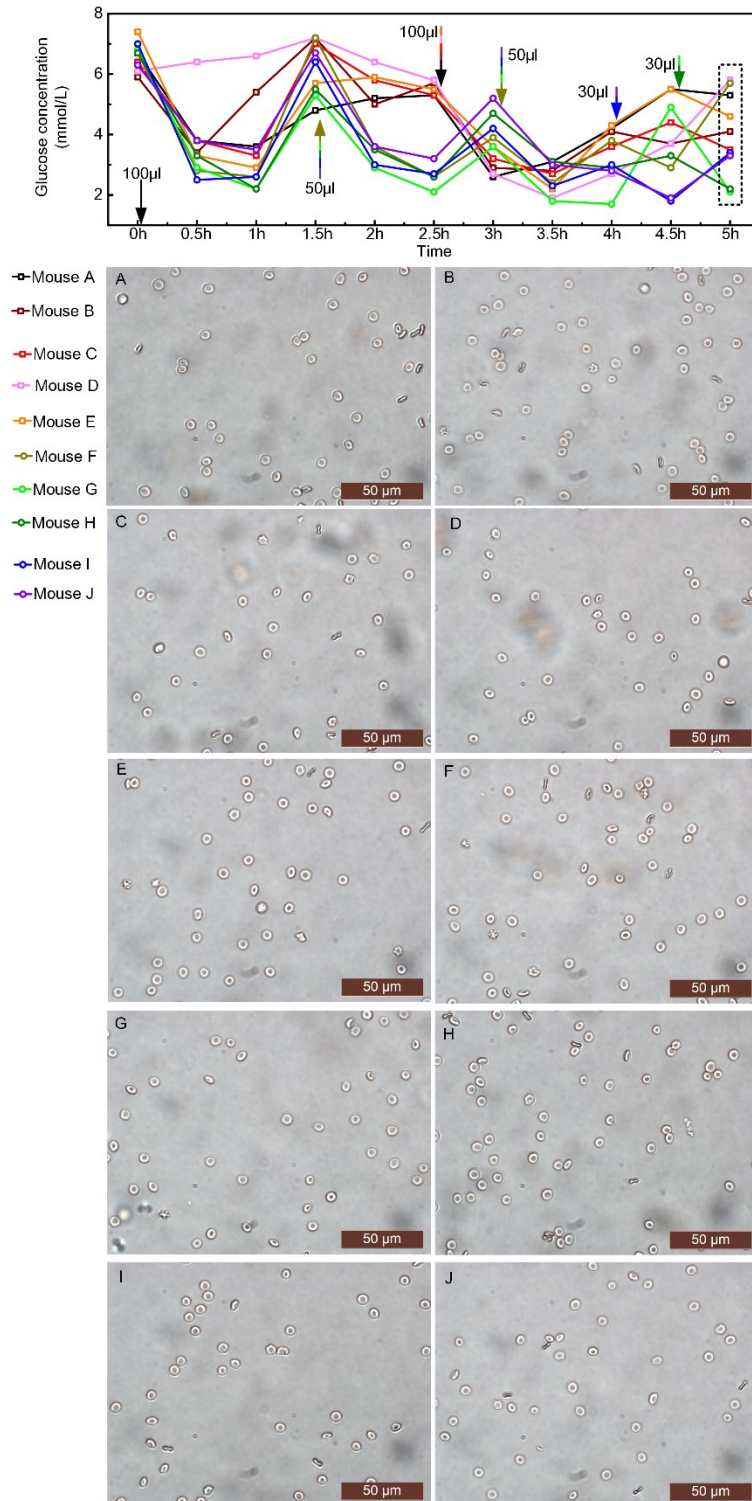 Glucose concentration
(mmol/L)
8
6
4
2
100µl
50µl
100µl
50µl
30µl
30µl
0h 0.5h 1h 1.5h 2h 2.5h 3h 3.5h 4h 4.5h 5h
Time
Mouse A
Mouse B
Mouse C
Mouse D
Mouse E
Mouse F
Mouse G
Mouse H
Mouse I
Mouse J
A
50 µm
B
50 µm
C
50 µm
D
50 µm
E
50 µm
F
50 µm
G
50 µm
H
50 µm
I
50 µm
J
50 µm